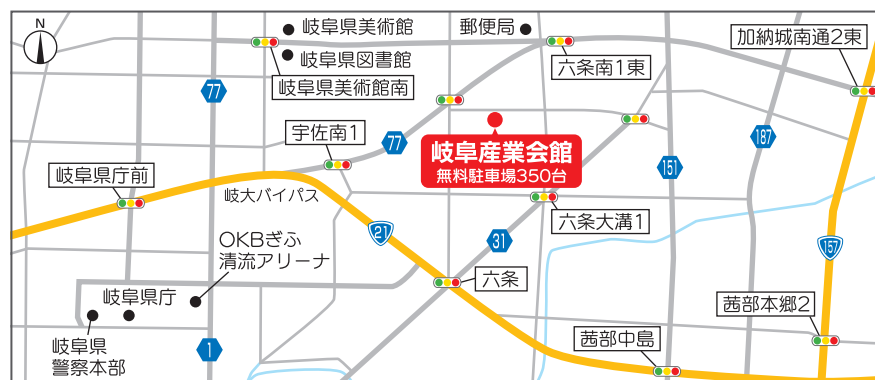 N
岐阜県美術館
郵便局
加納城南通2東
岐阜県図書館
六条南1東
岐阜県美術館南
77
宇佐南1
77
187
岐阜産業会館
無料駐車場350台
151
岐阜県庁前
岐大バイパス
六条大溝1
21
31
157
OKBぎふ
清流アリーナ
六条
岐阜県庁
茜部本郷2
岐阜県
警察本部
1
茜部中島